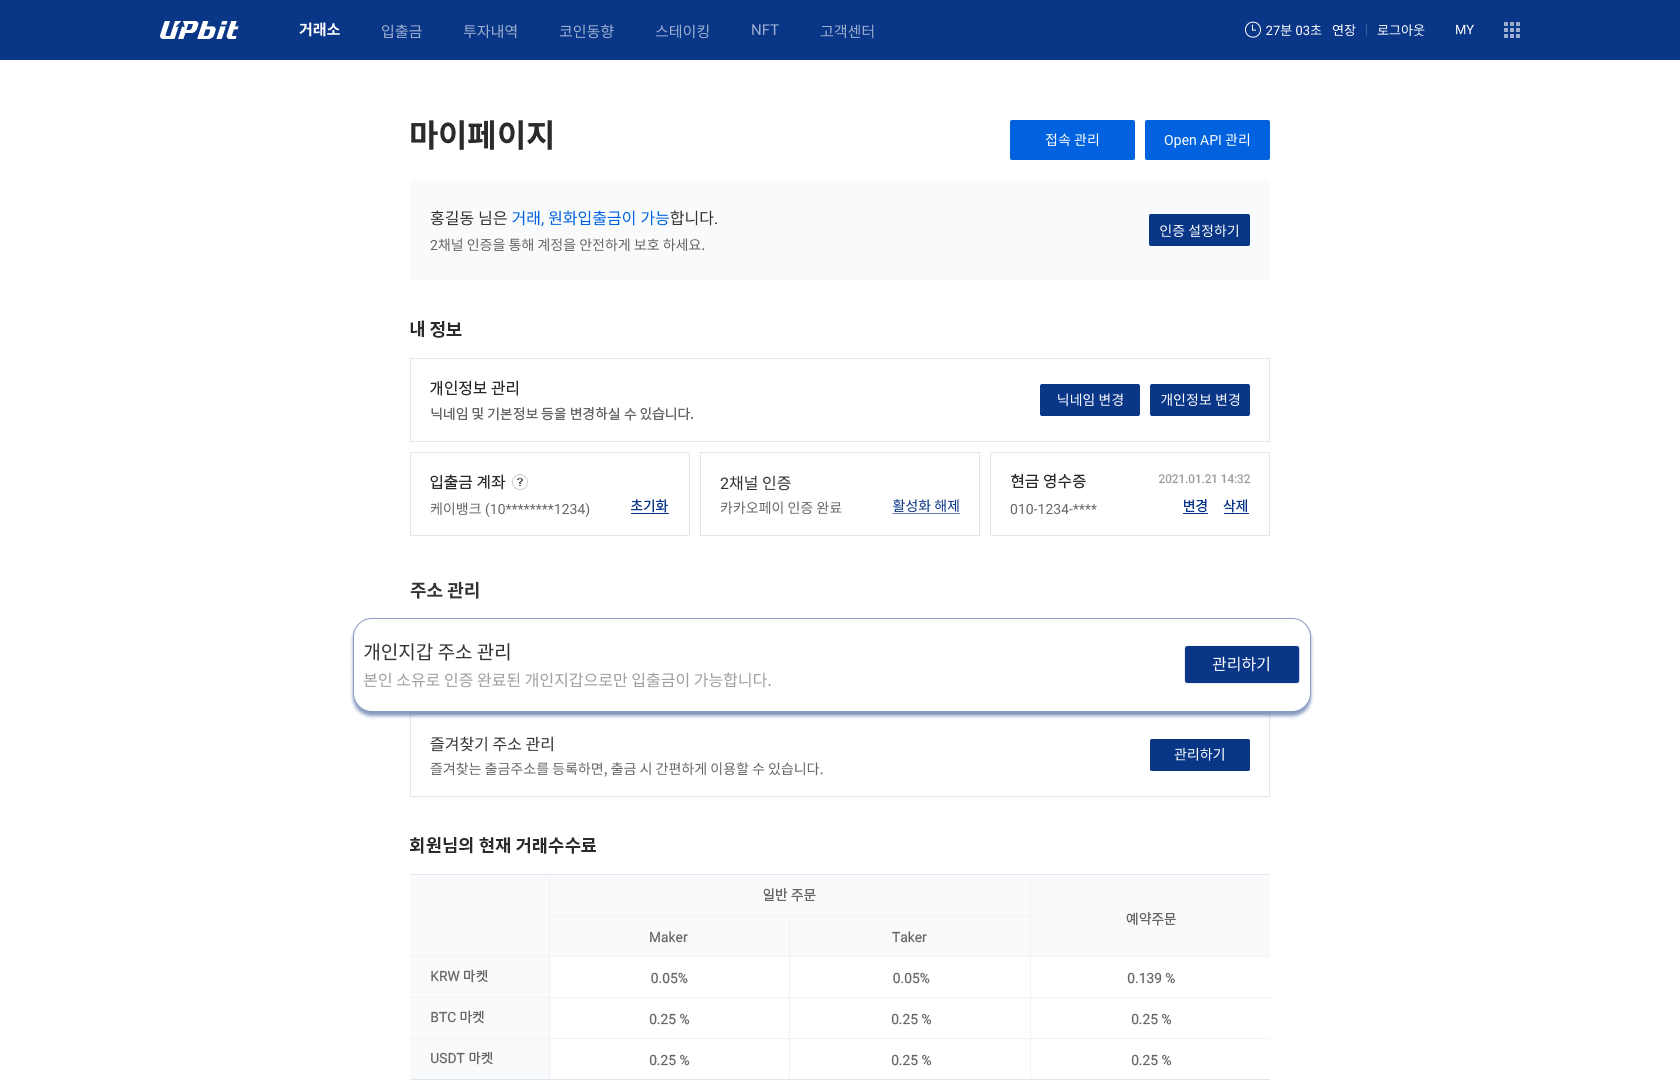 UPbit 거래소 입출금 투자내역 코인동향 스테이킹 NFT 고객센터 27분 03초 연장 로그아웃 MY
마이페이지
접속 관리 Open API 관리
홍길동 님은 거래, 원화입출금이 가능합니다.
2채널 인증을 통해 계정을 안전하게 보호 하세요.
인증 설정하기
내 정보
개인정보 관리
닉네임 및 기본정보 등을 변경하실 수 있습니다.
닉네임 변경 개인정보 변경
입출금 계좌 ?
케이뱅크 (10********1234) 초기화
2채널 인증
카카오페이 인증 완료 활성화 해제
현금 영수증 2021.01.21 14:32
010-1234-**** 변경 삭제
주소 관리
개인지갑 주소 관리
본인 소유로 인증 완료된 개인지갑으로만 입출금이 가능합니다.
관리하기
즐겨찾기 주소 관리
즐겨찾는 출금주소를 등록하면, 출금 시 간편하게 이용할 수 있습니다.
관리하기
회원님의 현재 거래수수료
일반 주문 예약주문
Maker Taker
KRW 마켓 0.05% 0.05% 0.139 %
BTC 마켓 0.25 % 0.25 % 0.25 %
USDT 마켓 0.25 % 0.25 % 0.25 %